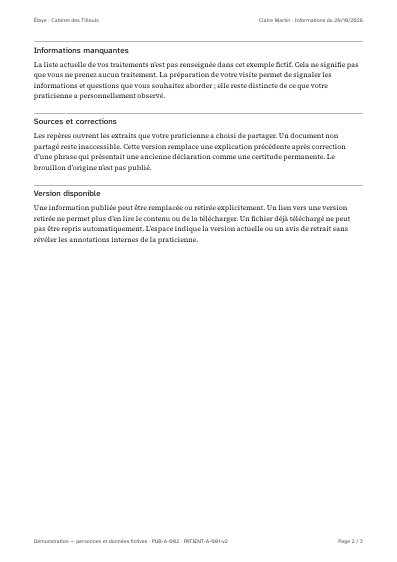 Étaye · Cabinet des Tilleuls
Claire Martin · Informations du 20/10/2026
Informations manquantes
La liste actuelle de vos traitements n'est pas renseignée dans cet exemple fictif. Cela ne signifie pas
que vous ne prenez aucun traitement. La préparation de votre visite permet de signaler les
informations et questions que vous souhaitez aborder ; elle reste distincte de ce que votre
praticienne a personnellement observé.
Sources et corrections
Les repères ouvrent les extraits que votre praticienne a choisi de partager. Un document non
partagé reste inaccessible. Cette version remplace une explication précédente après correction
d'une phrase qui présentait une ancienne déclaration comme une certitude permanente. Le
brouillon d'origine n'est pas publié.
Version disponible
Une information publiée peut être remplacée ou retirée explicitement. Un lien vers une version
retirée ne permet plus d'en lire le contenu ou de la télécharger. Un fichier déjà téléchargé ne peut
pas être repris automatiquement. L'espace indique la version actuelle ou un avis de retrait sans
révéler les annotations internes de la praticienne.
Démonstration — personnes et données fictives · PUB-A-002 · PATIENT-A-001-v2
Page 2 / 3